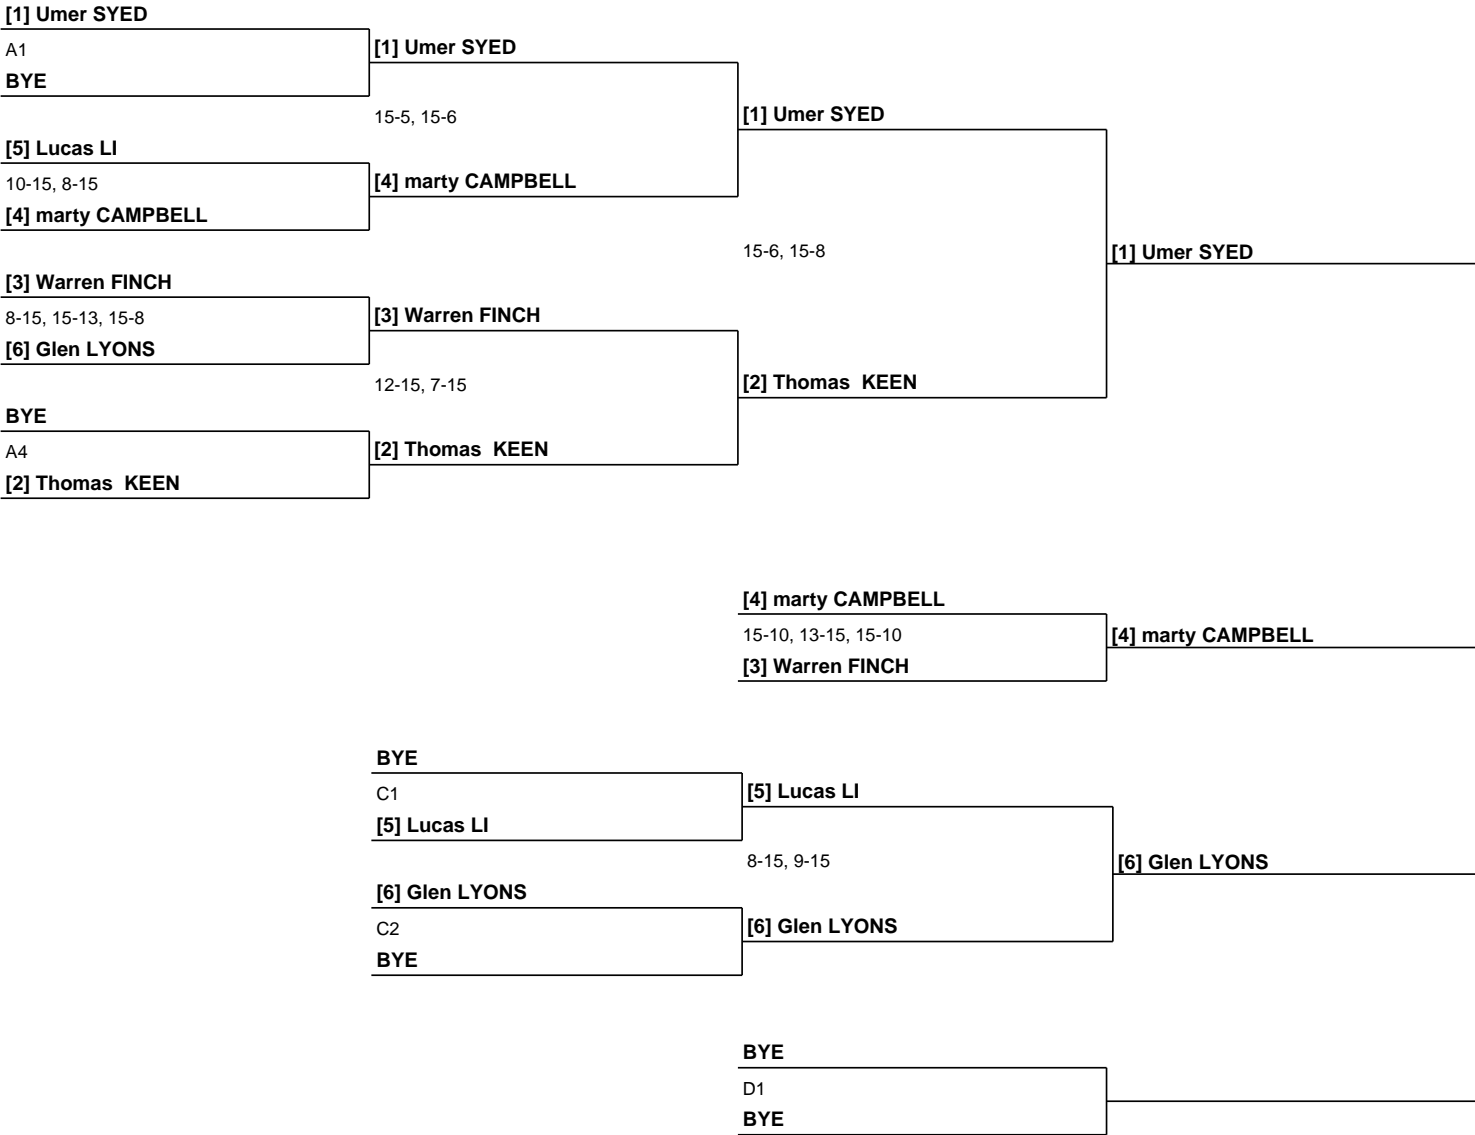 [1] Umer SYED
A1
[1] Umer SYED
BYE
15-5, 15-6
[1] Umer SYED
[5] Lucas LI
10-15, 8-15
[4] marty CAMPBELL
[4] marty CAMPBELL
15-6, 15-8
[1] Umer SYED
[3] Warren FINCH
8-15, 15-13, 15-8
[3] Warren FINCH
[6] Glen LYONS
12-15, 7-15
[2] Thomas  KEEN
BYE
A4
[2] Thomas  KEEN
[2] Thomas  KEEN
[4] marty CAMPBELL
15-10, 13-15, 15-10
[4] marty CAMPBELL
[3] Warren FINCH
BYE
C1
[5] Lucas LI
[5] Lucas LI
8-15, 9-15
[6] Glen LYONS
[6] Glen LYONS
C2
[6] Glen LYONS
BYE
BYE
D1
BYE